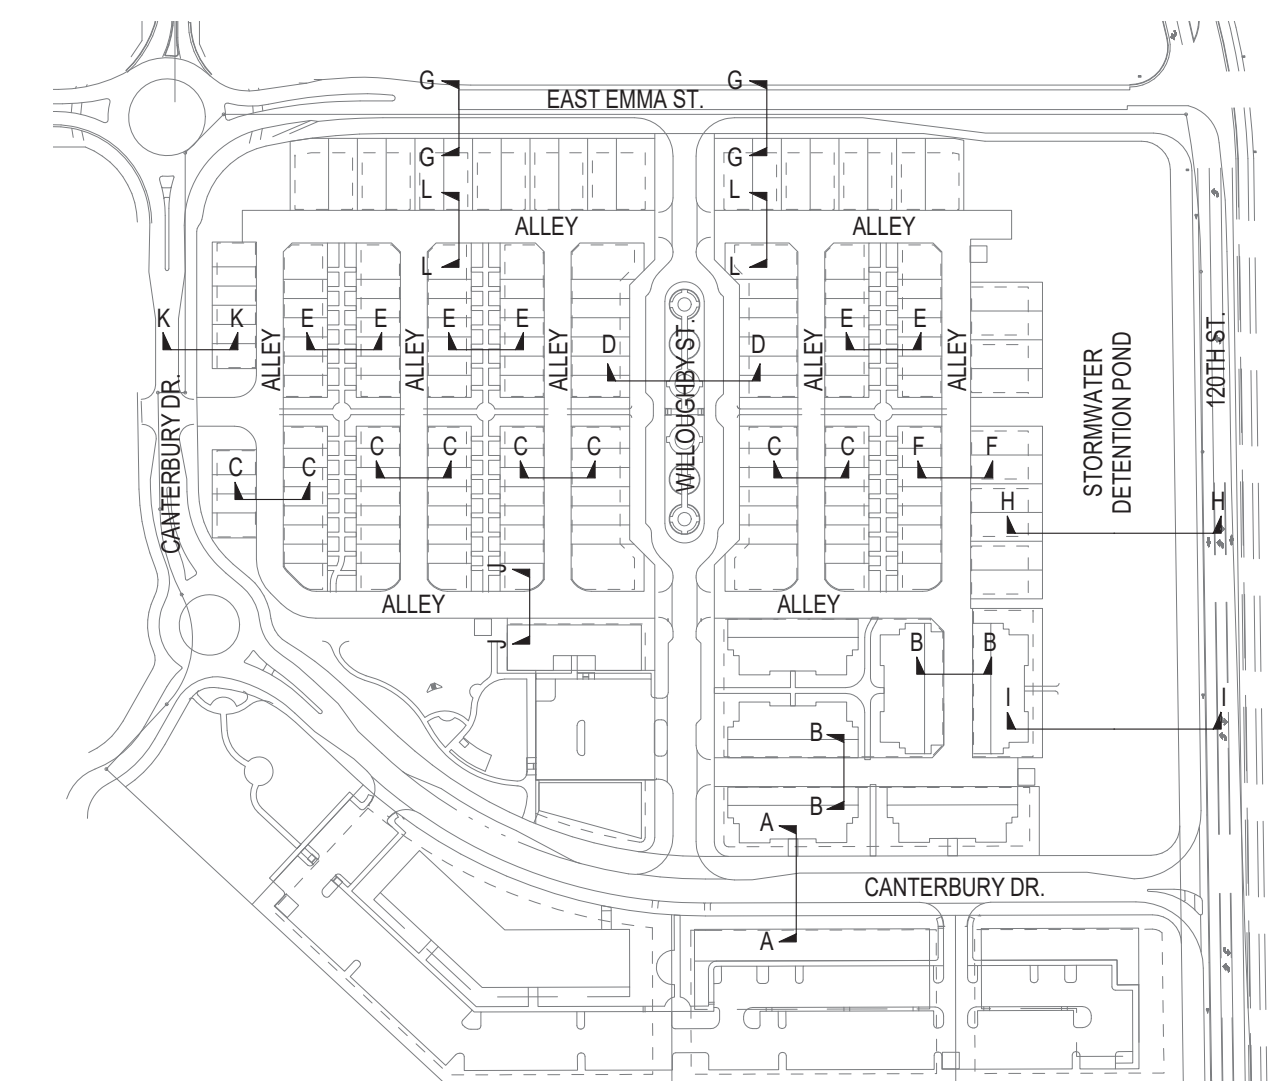 G
G
EAST EMMA ST.
G
G
L
L
ALLEY
ALLEY
L
L
K
K
E
E
E
E
E
E
D
D
ALLEY
ALLEY
ALLEY
ALLEY
ALLEY
WILLOUGHBY ST.
STORMWATER
DETENTION POND
120TH ST.
CANTERBURY DR.
C
C
C
C
C
C
C
C
F
F
H
H
J
J
ALLEY
ALLEY
B
B
I
I
B
B
A
CANTERBURY DR.
A